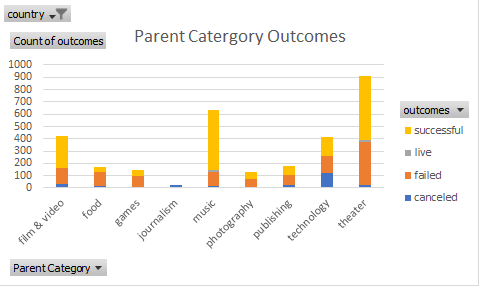 country
Count of outcomes
Parent Catergory Outcomes
1000
900
800
700
600
500
400
300
200
100
0
film & video
food
games
journalism
music
photography
publishing
technology
theater
outcomes
successful
live
failed
canceled
Parent Category